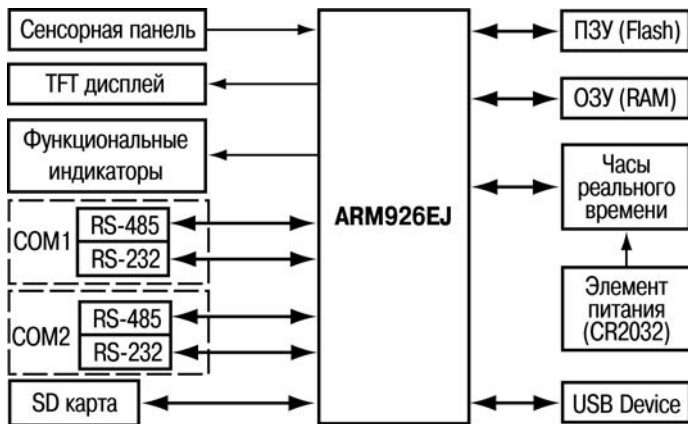 Сенсорная панель
TFT дисплей
Функциональные
индикаторы
COM1
RS-485
RS-232
COM2
RS-485
RS-232
SD карта
ARM926EJ
ПЗУ (Flash)
ОЗУ (RAM)
Часы
реального
времени
Элемент
питания
(CR2032)
USB Device